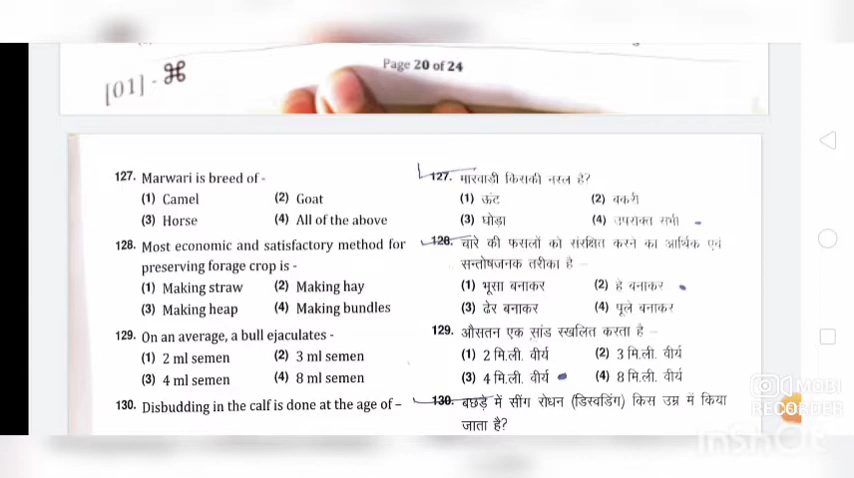 [01] - ⌘
Page 20 of 24
127. Marwari is breed of -
(1) Camel (2) Goat
(3) Horse (4) All of the above
128. Most economic and satisfactory method for
preserving forage crop is -
(1) Making straw (2) Making hay
(3) Making heap (4) Making bundles
129. On an average, a bull ejaculates -
(1) 2 ml semen (2) 3 ml semen
(3) 4 ml semen (4) 8 ml semen
130. Disbudding in the calf is done at the age of –
127. मारवाडी किसकी नस्ल है?
(1) ऊंट (2) बकरी
(3) घोड़ा (4) उपरोक्त सभी
128. चारे की फसलों को संरक्षित करने का आर्थिक एवं
सन्तोषजनक तरीका है –
(1) भूसा बनाकर (2) हे बनाकर
(3) ढेर बनाकर (4) पूले बनाकर
129. औसतन एक सांड स्खलित करता है –
(1) 2 मि.ली. वीर्य (2) 3 मि.ली. वीर्य
(3) 4 मि.ली. वीर्य (4) 8 मि.ली. वीर्य
130. बछड़े में सींग रोधन (डिस्वडिंग) किस उम्र में किया
जाता है?
MOBI
RECORDER
InShOt